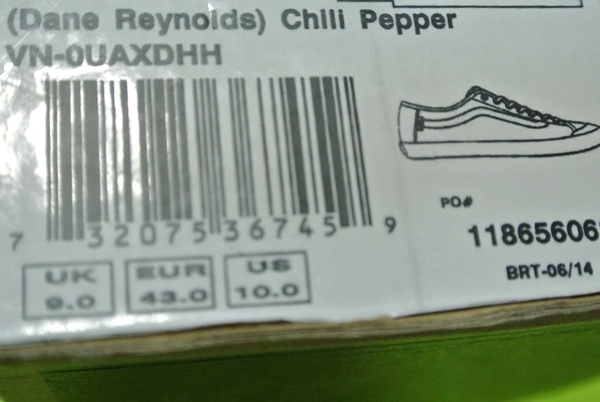 (Dane Reynolds) Chili Pepper
VN-0UAXDHH
7 32075 36745 9
UK EUR US
9.0 43.0 10.0
PO#
11865606
BRT-06/14